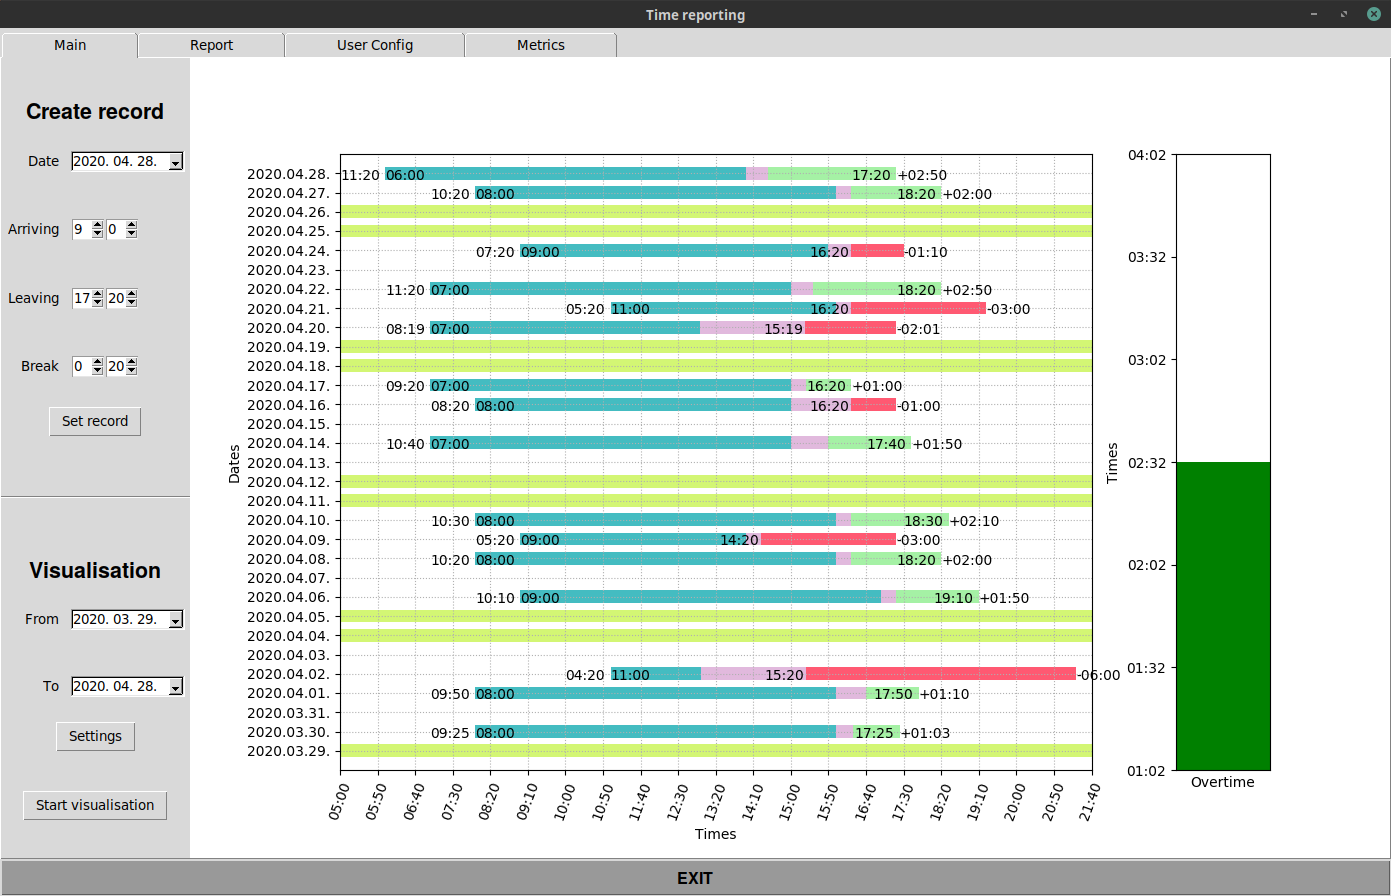 Time reporting
Main Report User Config Metrics
Create record
Date 2020. 04. 28.
Arriving 9 0
Leaving 17 20
Break 0 20
Set record
Visualisation
From 2020. 03. 29.
To 2020. 04. 28.
Settings
Start visualisation
Dates
2020.04.28. 11:20 06:00 17:20 +02:50
2020.04.27. 10:20 08:00 18:20 +02:00
2020.04.26.
2020.04.25.
2020.04.24. 07:20 09:00 16:20 -01:10
2020.04.23.
2020.04.22. 11:20 07:00 18:20 +02:50
2020.04.21. 05:20 11:00 16:20 -03:00
2020.04.20. 08:19 07:00 15:19 -02:01
2020.04.19.
2020.04.18.
2020.04.17. 09:20 07:00 16:20 +01:00
2020.04.16. 08:20 08:00 16:20 -01:00
2020.04.15.
2020.04.14. 10:40 07:00 17:40 +01:50
2020.04.13.
2020.04.12.
2020.04.11.
2020.04.10. 10:30 08:00 18:30 +02:10
2020.04.09. 05:20 09:00 14:20 -03:00
2020.04.08. 10:20 08:00 18:20 +02:00
2020.04.07.
2020.04.06. 10:10 09:00 19:10 +01:50
2020.04.05.
2020.04.04.
2020.04.03.
2020.04.02. 04:20 11:00 15:20 -06:00
2020.04.01. 09:50 08:00 17:50 +01:10
2020.03.31.
2020.03.30. 09:25 08:00 17:25 +01:03
2020.03.29.
05:00 05:50 06:40 07:30 08:20 09:10 10:00 10:50 11:40 12:30 13:20 14:10 15:00 15:50 16:40 17:30 18:20 19:10 20:00 20:50 21:40
Times
Times
04:02
03:32
03:02
02:32
02:02
01:32
01:02
Overtime
EXIT